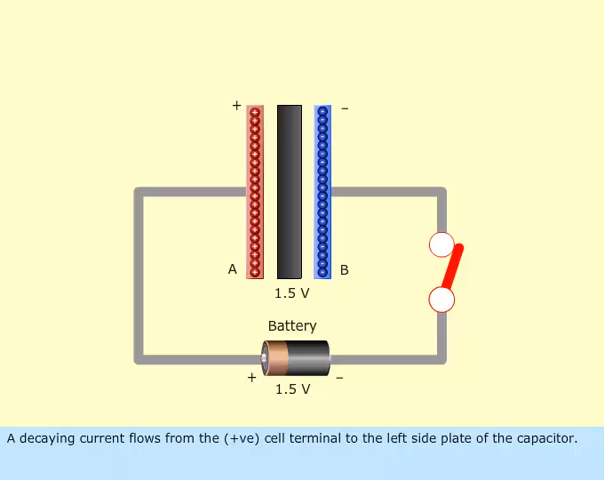 + –
A B
1.5 V
Battery
+ –
1.5 V
A decaying current flows from the (+ve) cell terminal to the left side plate of the capacitor.